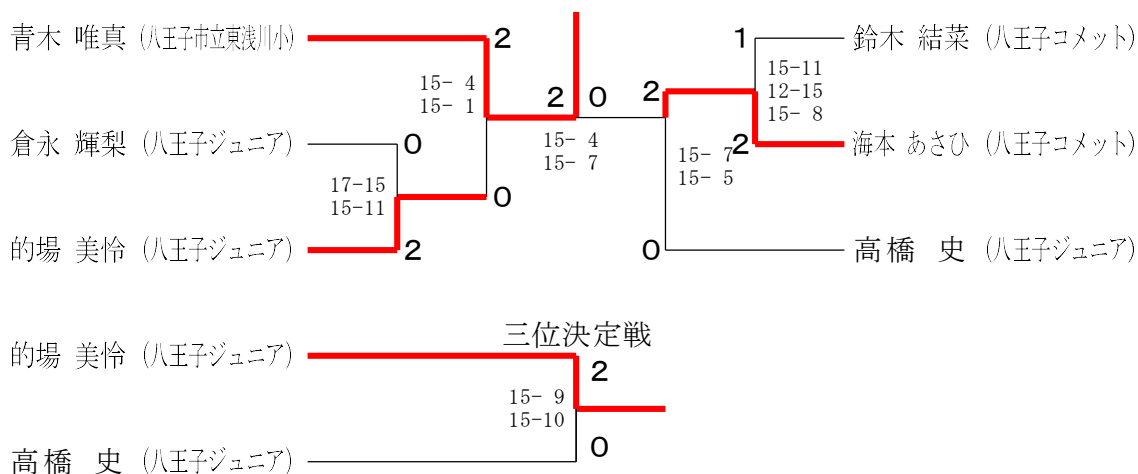 青木 唯真 (八王子市立東浅川小)
2
15- 4
15- 1
倉永 輝梨 (八王子ジュニア)
0
17-15
15-11
0
的場 美怜 (八王子ジュニア)
2
2 0
15- 4
15- 7
1
鈴木 結菜 (八王子コメット)
15-11
12-15
15- 8
2
2
海本 あさひ (八王子コメット)
15- 7
15- 5
0
高橋 史 (八王子ジュニア)
三位決定戦
的場 美怜 (八王子ジュニア)
2
15- 9
15-10
0
高橋 史 (八王子ジュニア)